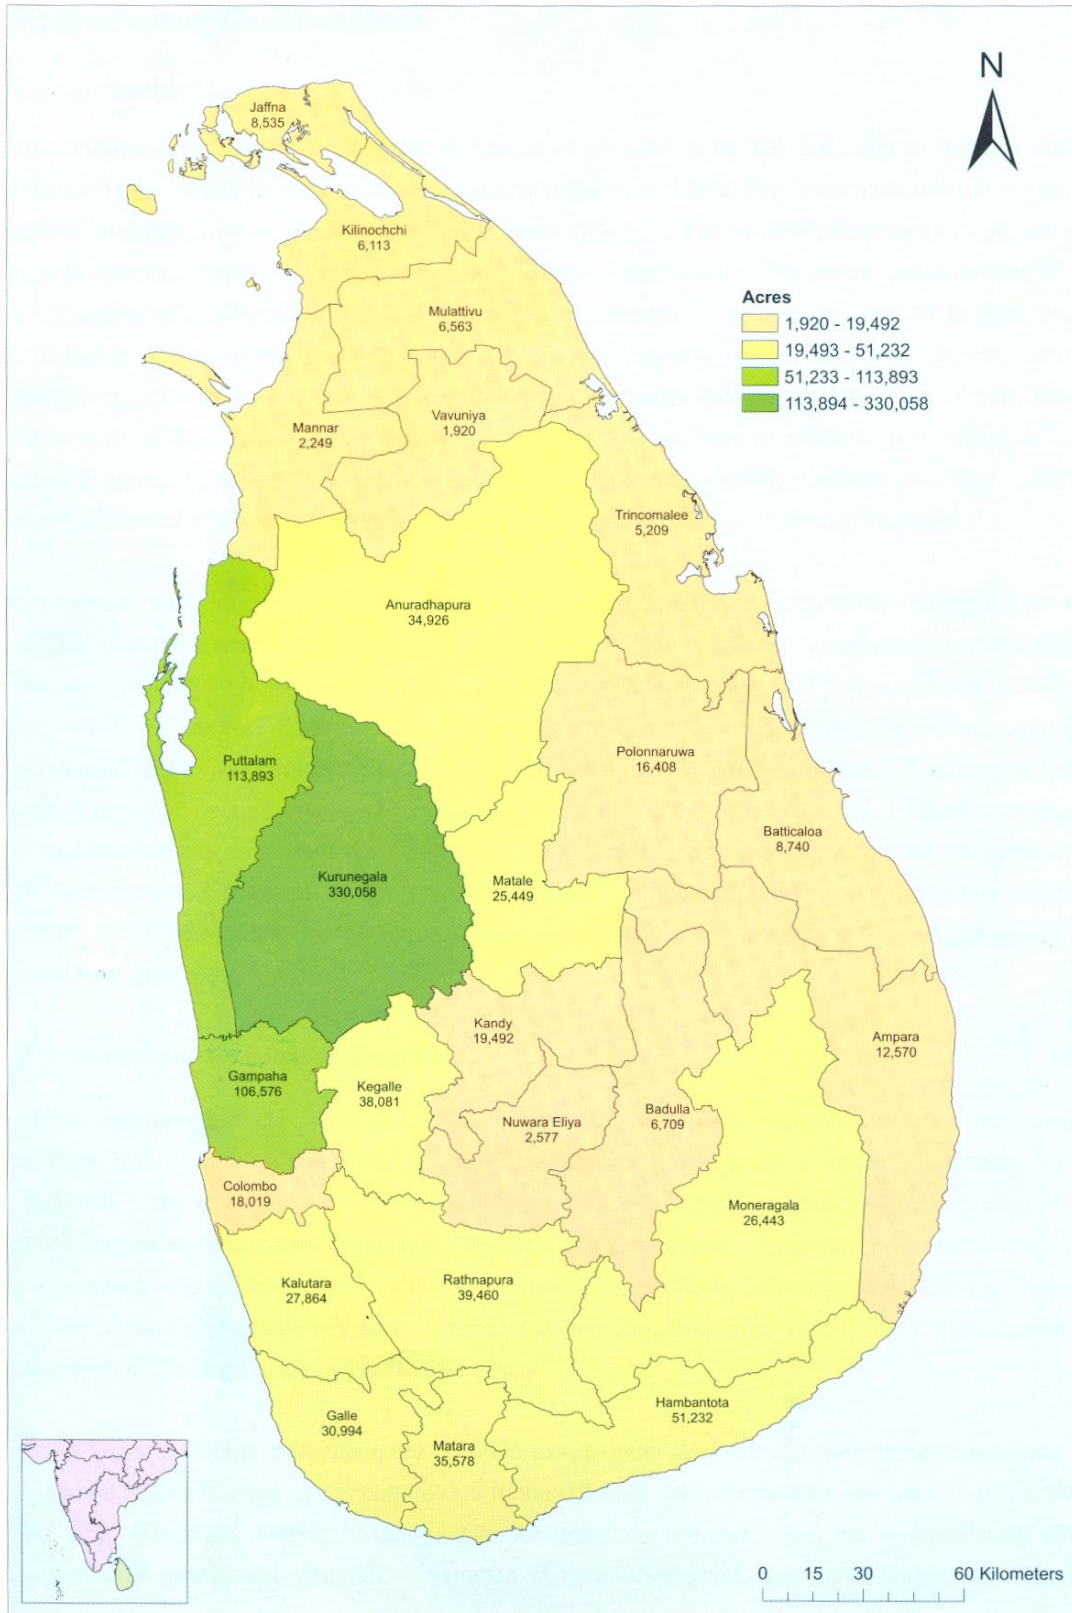 N
Jaffna
8,535
Kilinochchi
6,113
Mulattivu
6,563
Acres
1,920 - 19,492
19,493 - 51,232
51,233 - 113,893
113,894 - 330,058
Vavuniya
1,920
Mannar
2,249
Trincomalee
5,209
Anuradhapura
34,926
Polonnaruwa
16,408
Puttalam
113,893
Batticaloa
8,740
Kurunegala
330,058
Matale
25,449
Kandy
19,492
Ampara
12,570
Gampaha
106,576
Kegalle
38,081
Nuwara Eliya
2,577
Badulla
6,709
Colombo
18,019
Moneragala
26,443
Kalutara
27,864
Rathnapura
39,460
Hambantota
51,232
Galle
30,994
Matara
35,578
0 15 30 60 Kilometers